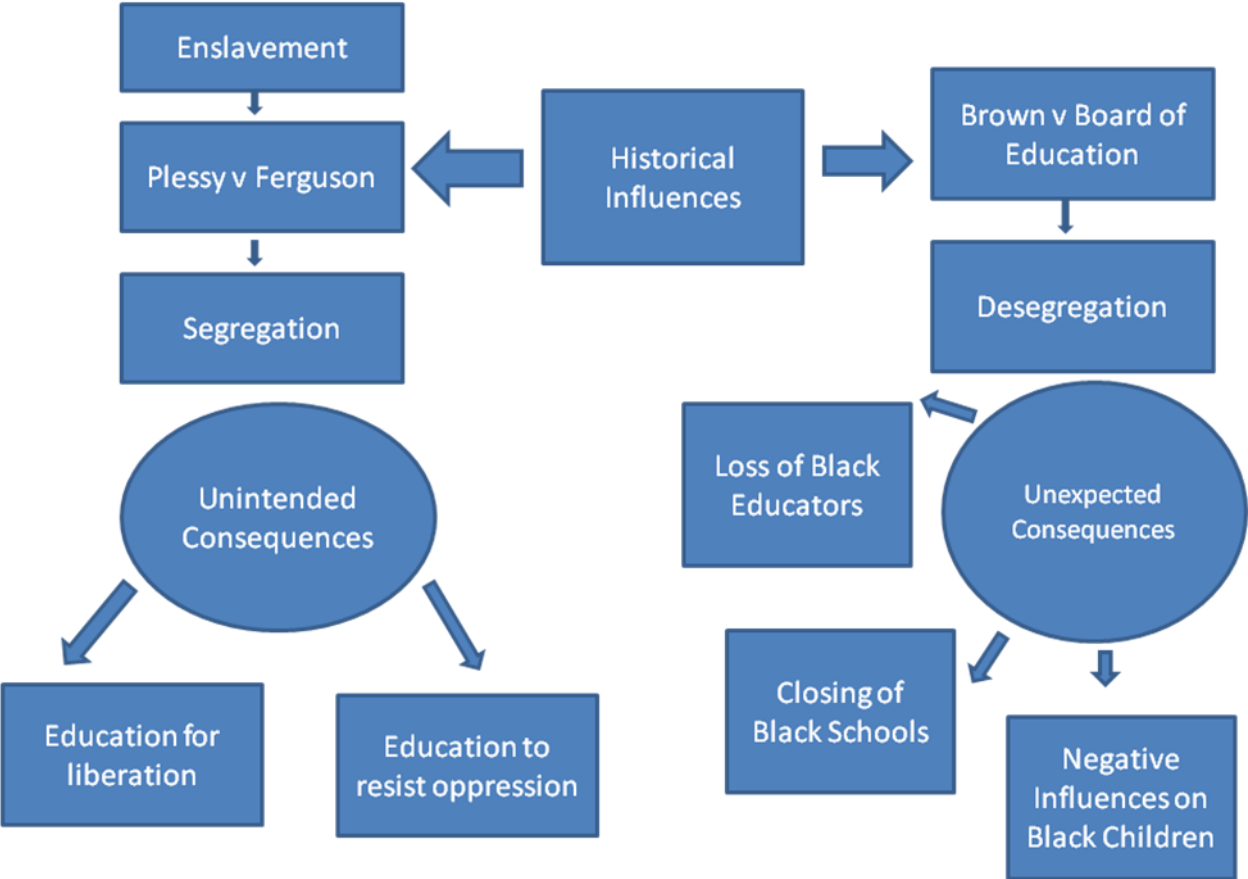 Enslavement
Plessy v Ferguson
Segregation
Historical
Influences
Brown v Board of
Education
Desegregation
Unintended
Consequences
Education for
liberation
Education to
resist oppression
Unexpected
Consequences
Loss of Black
Educators
Closing of
Black Schools
Negative
Influences on
Black Children